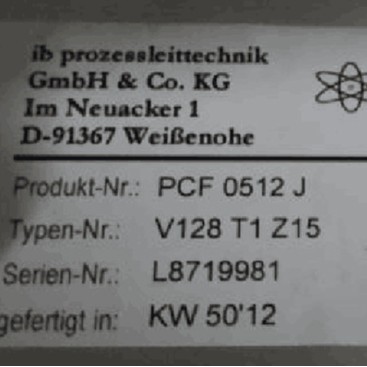 ib prozessleittechnik
GmbH & Co. KG
Im Neuacker 1
D-91367 Weißenohe
Produkt-Nr.: PCF 0512 J
Typen-Nr.: V128 T1 Z15
Serien-Nr.: L8719981
gefertigt in: KW 50'12